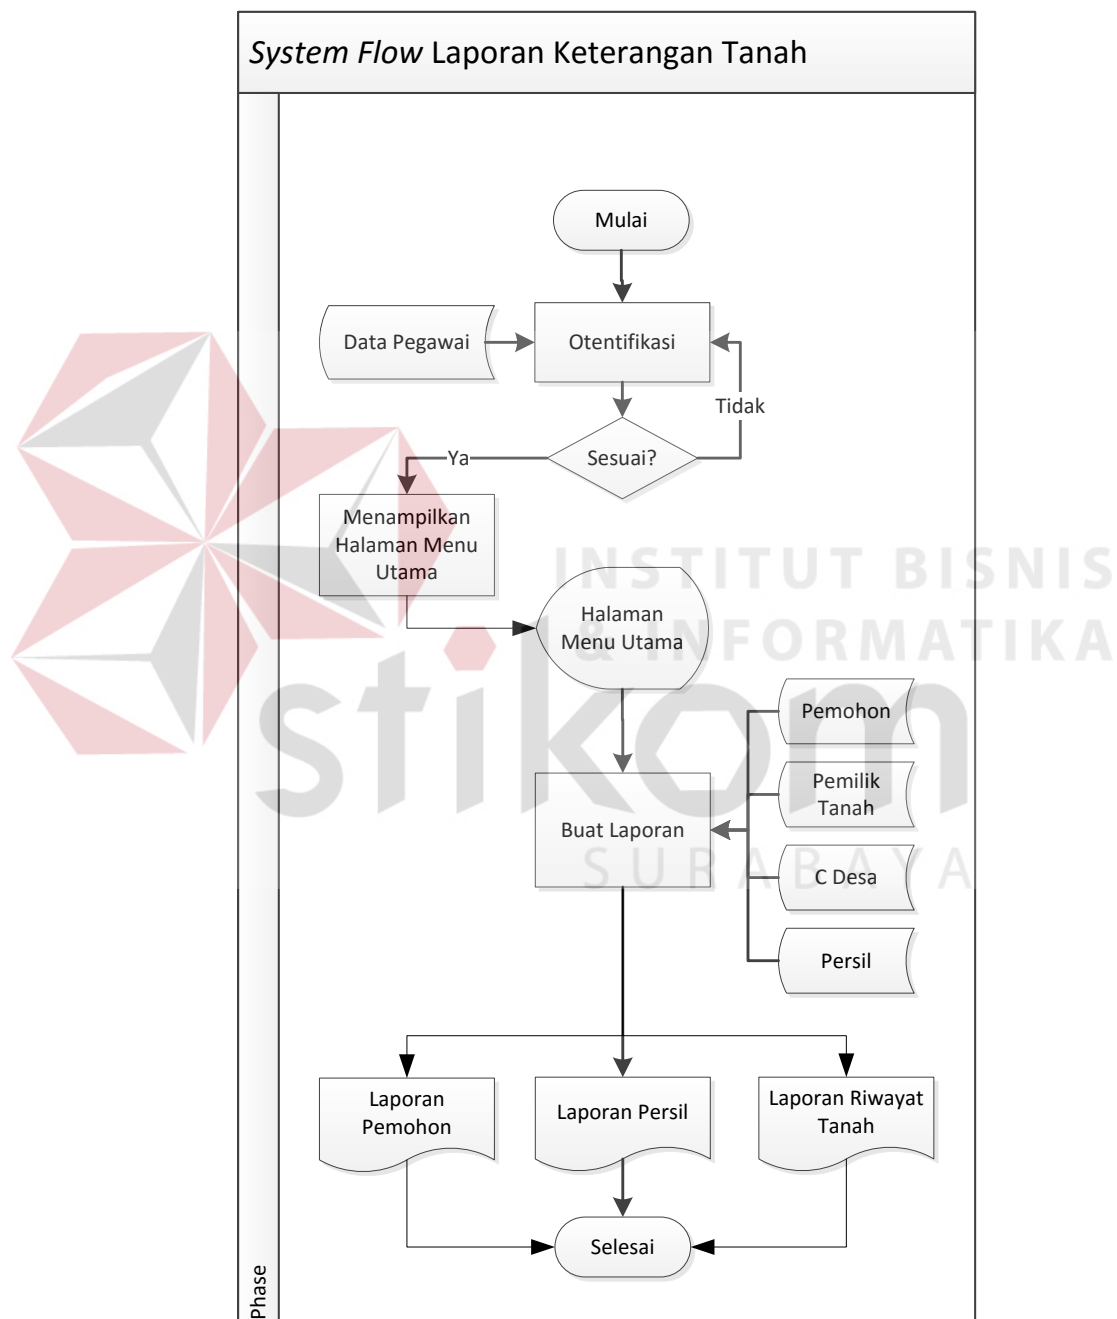 System Flow Laporan Keterangan Tanah
Mulai
Data Pegawai
Otentifikasi
Tidak
Sesuai?
Ya
Menampilkan
Halaman Menu
Utama
Halaman
Menu Utama
Pemohon
Pemilik
Tanah
Buat Laporan
C Desa
Persil
Laporan
Pemohon
Laporan Persil
Laporan Riwayat
Tanah
Selesai
Phase
INSTITUT BISNIS
& INFORMATIKA
stikom
SURABAYA